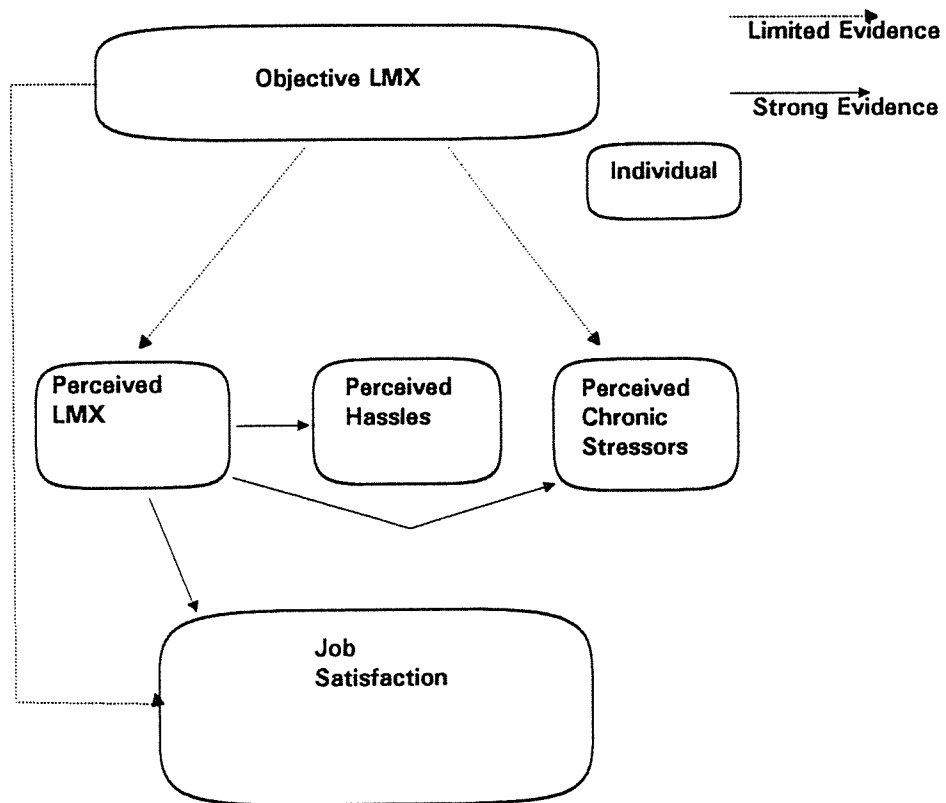 Limited Evidence
Objective LMX
Strong Evidence
Individual
Perceived
LMX
Perceived
Hassles
Perceived
Chronic
Stressors
Job
Satisfaction